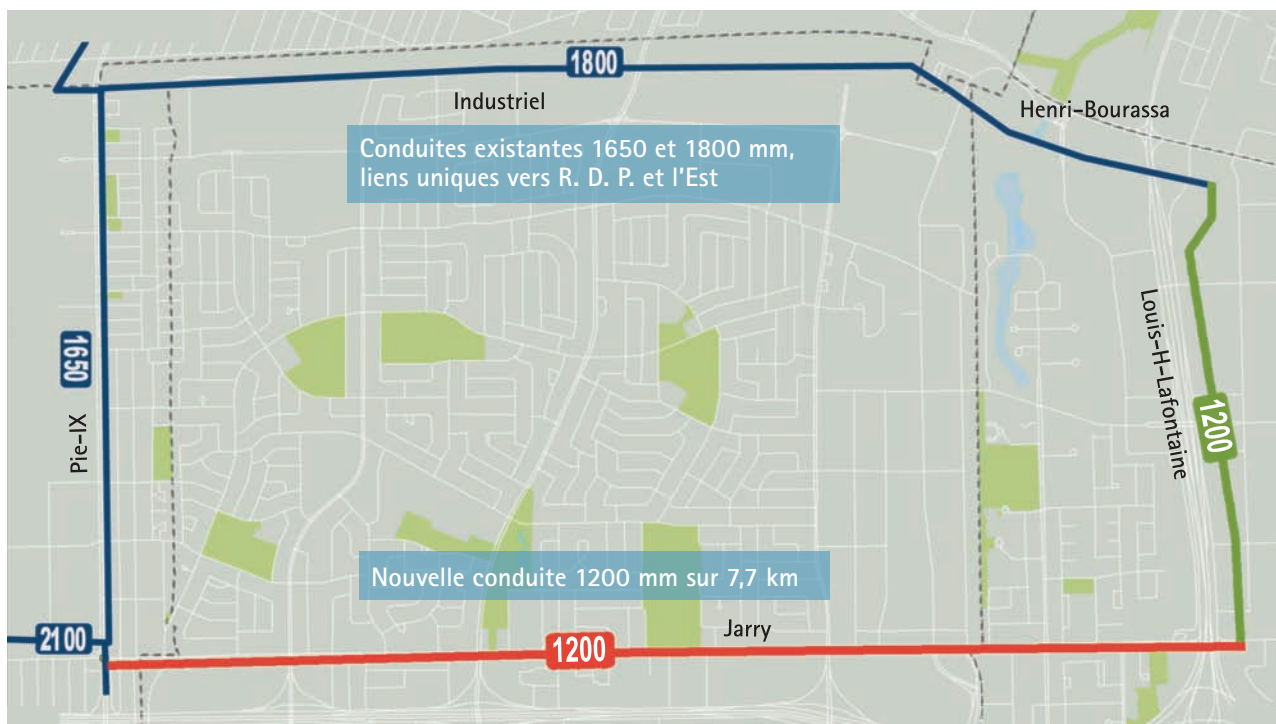 1800
Industriel
Henri-Bourassa
Conduites existantes 1650 et 1800 mm,
liens uniques vers R. D. P. et l'Est
Louis-H-Lafontaine
1650
Pie-IX
1200
Nouvelle conduite 1200 mm sur 7,7 km
Jarry
2100
1200